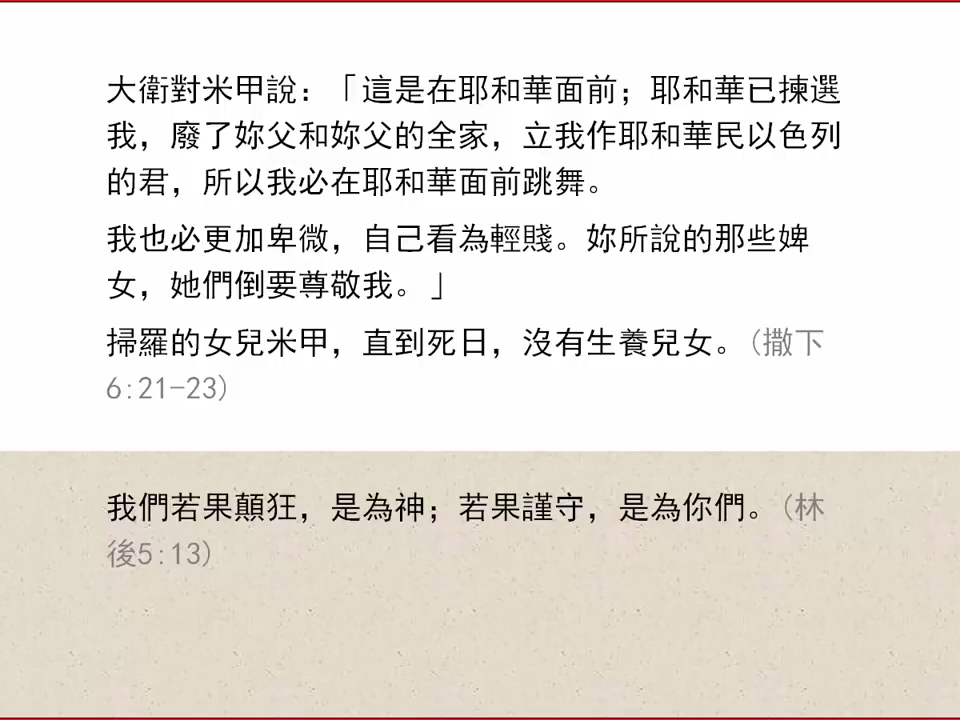 大衛對米甲說：「這是在耶和華面前；耶和華已揀選
我，廢了妳父和妳父的全家，立我作耶和華民以色列
的君，所以我必在耶和華面前跳舞。
我也必更加卑微，自己看為輕賤。妳所說的那些婢
女，她們倒要尊敬我。」
掃羅的女兒米甲，直到死日，沒有生養兒女。(撒下
6:21-23)
我們若果顛狂，是為神；若果謹守，是為你們。(林
後5:13)